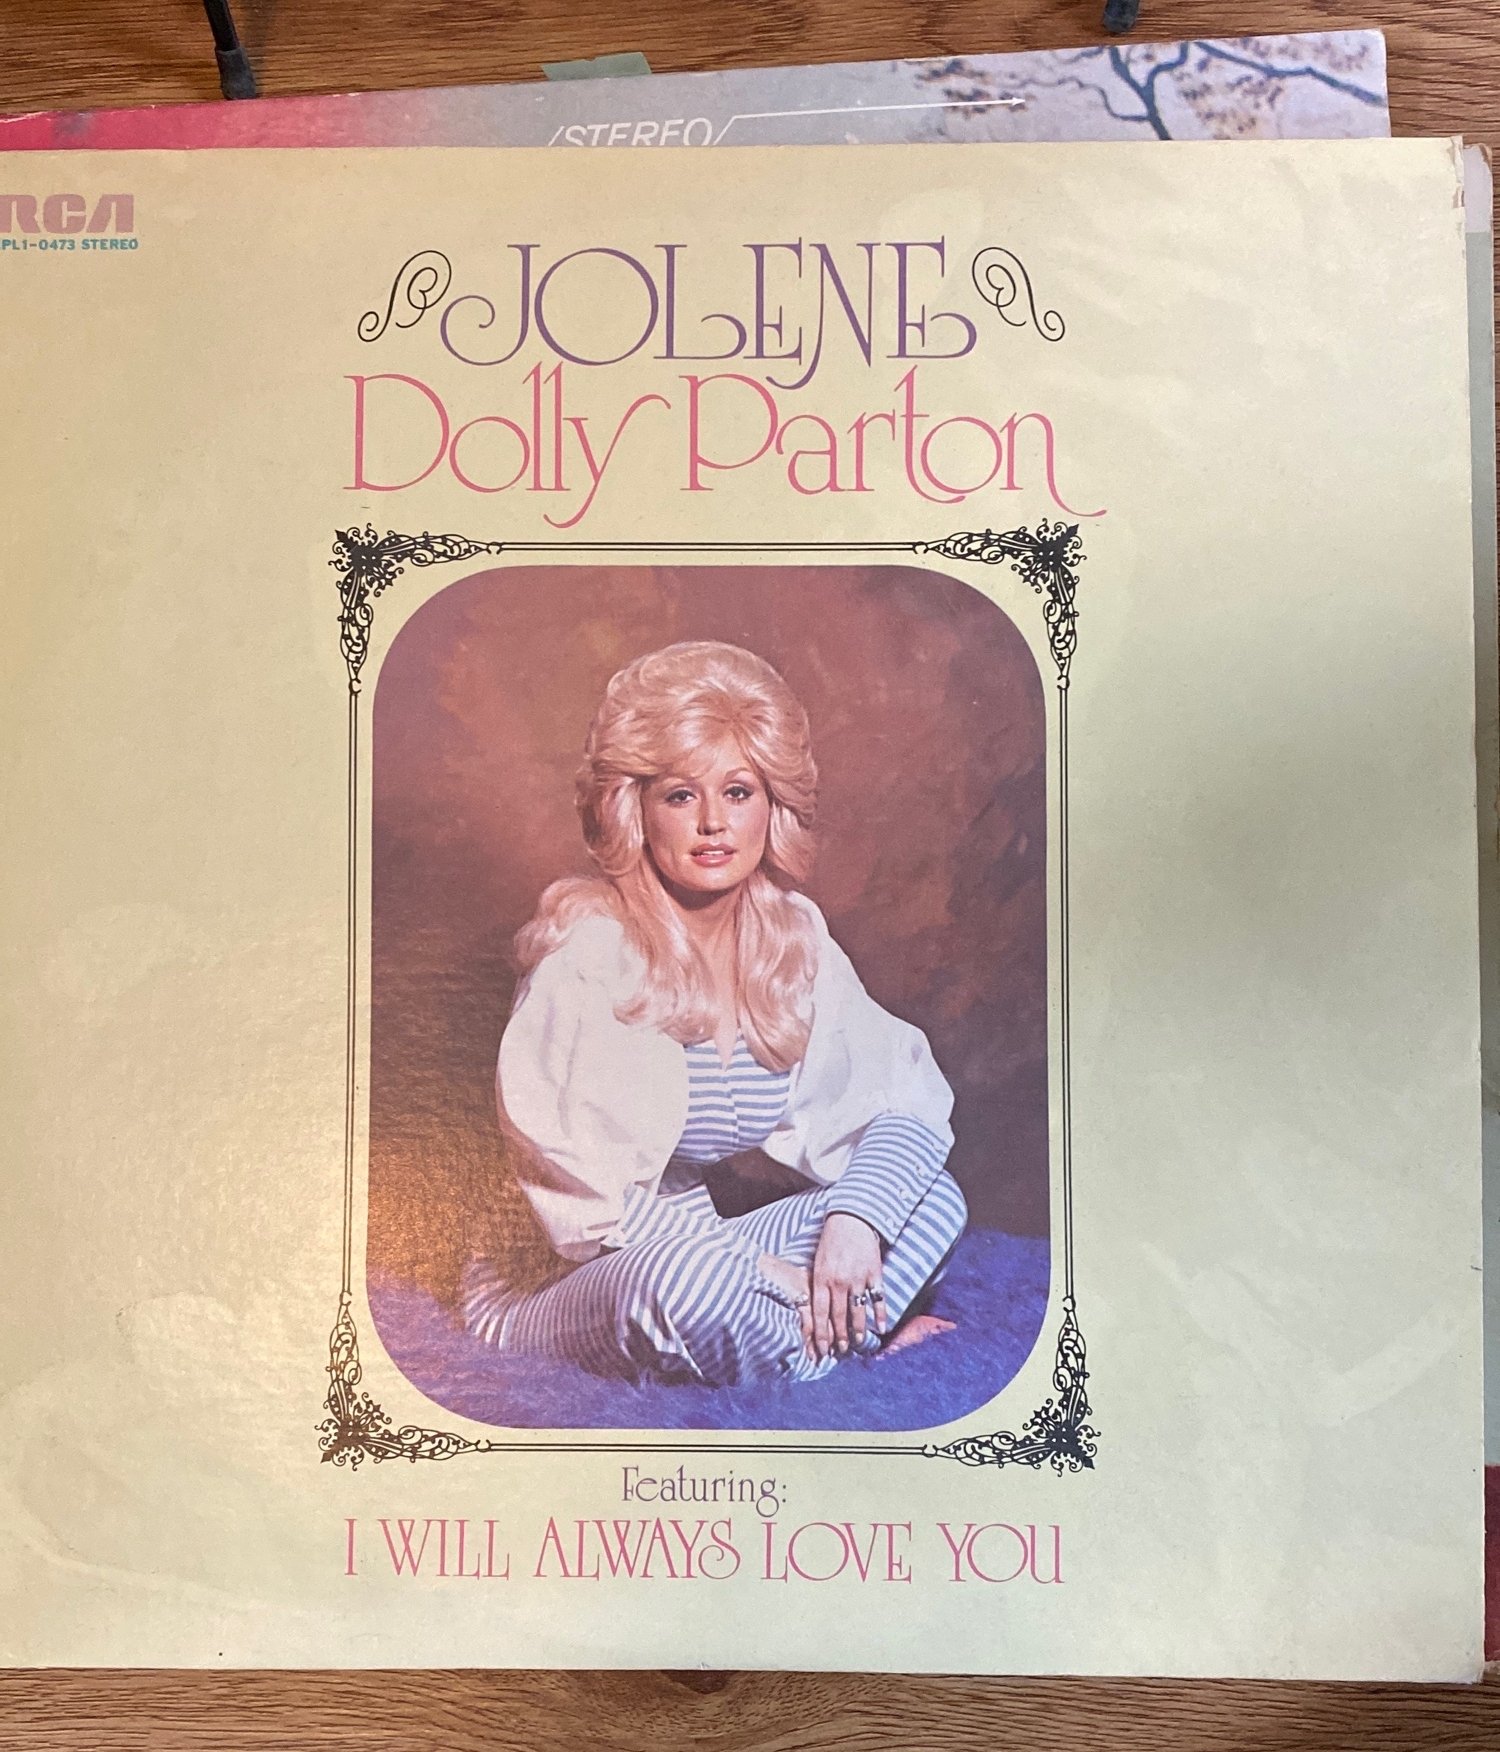 /STEREO/
RCA
PL1-0473 STEREO
JOLENE
Dolly Parton
Featuring:
I WILL ALWAYS LOVE YOU